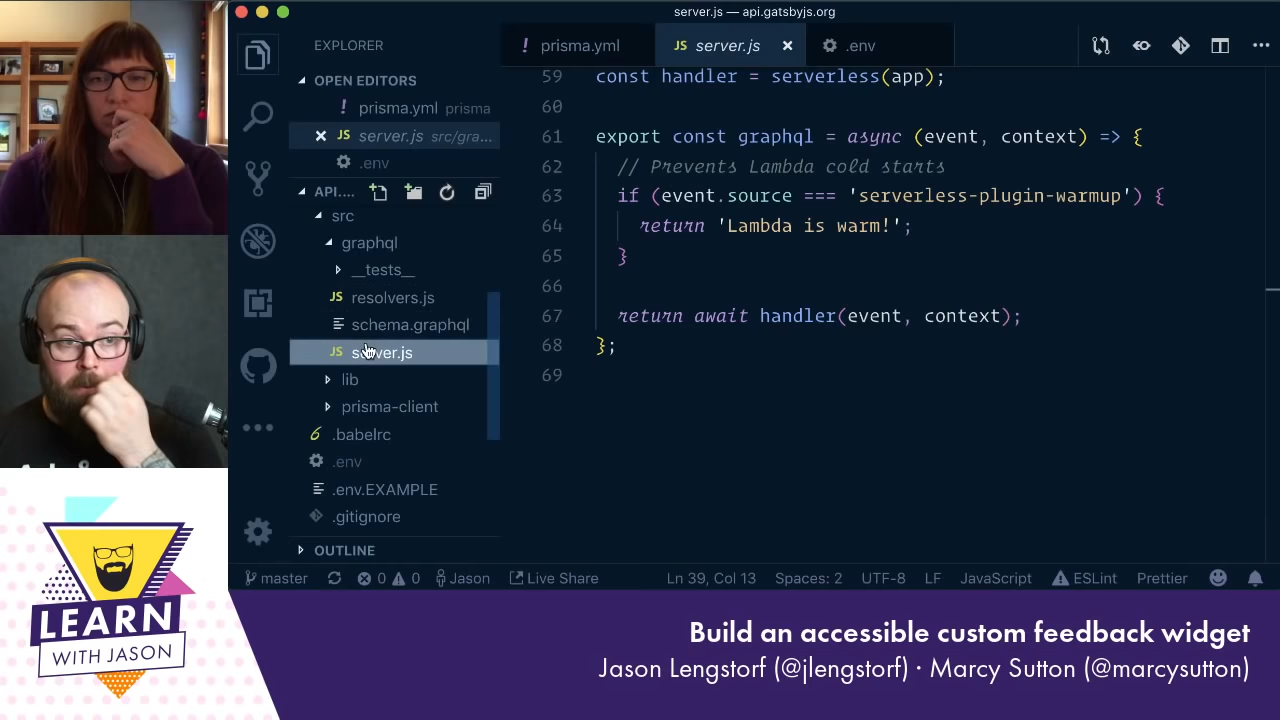 server.js — api.gatsbyjs.org
EXPLORER
OPEN EDITORS
! prisma.yml prisma
JS server.js src/gra...
.env
API....
src
graphql
__tests__
JS resolvers.js
schema.graphql
JS server.js
lib
prisma-client
.babelrc
.env
.env.EXAMPLE
.gitignore
OUTLINE
! prisma.yml
JS server.js
.env
59 const handler = serverless(app);
60
61 export const graphql = async (event, context) => {
62 // Prevents Lambda cold starts
63 if (event.source === 'serverless-plugin-warmup') {
64 return 'Lambda is warm!';
65 }
66
67 return await handler(event, context);
68 };
69
master 0 0 Jason Live Share Ln 39, Col 13 Spaces: 2 UTF-8 LF JavaScript ESLint Prettier
LEARN
WITH JASON
Build an accessible custom feedback widget
Jason Lengstorf (@jlengstorf) · Marcy Sutton (@marcysutton)